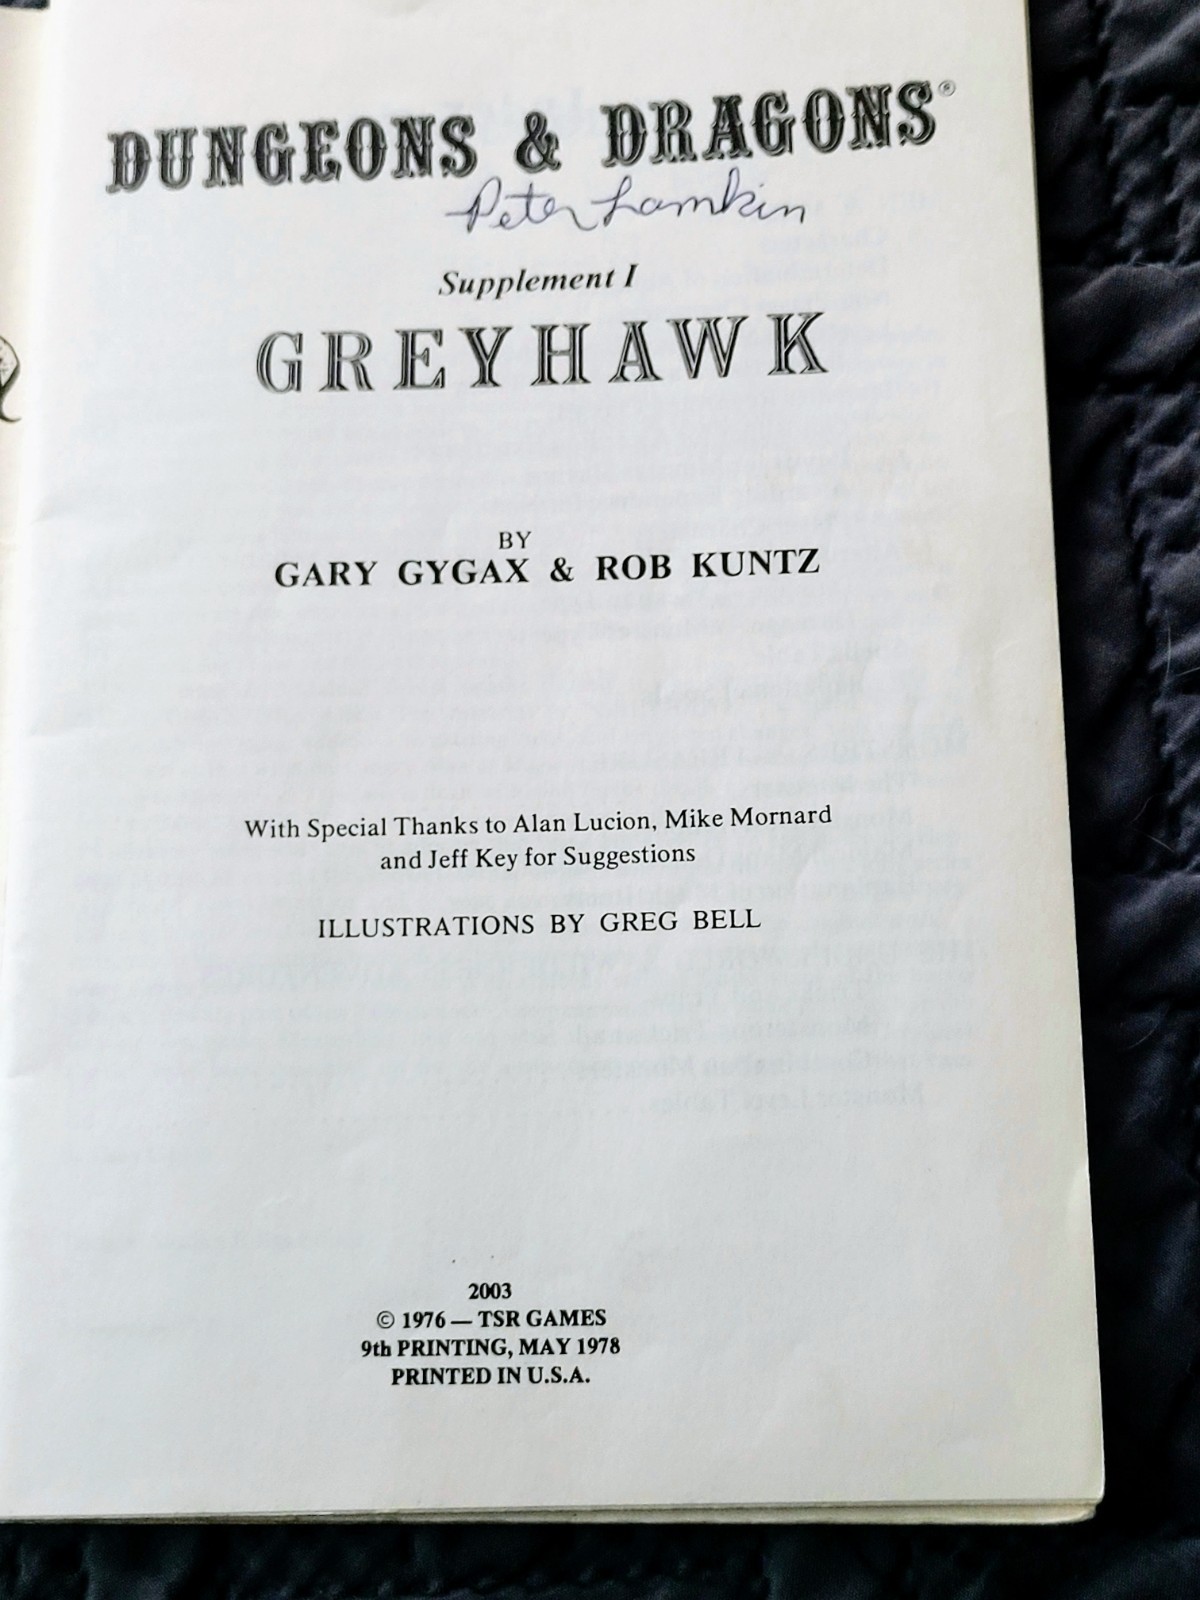 DUNGEONS & DRAGONS®
Peter Lamkin
Supplement I
GREYHAWK
BY
GARY GYGAX & ROB KUNTZ
With Special Thanks to Alan Lucion, Mike Mornard
and Jeff Key for Suggestions
ILLUSTRATIONS BY GREG BELL
2003
© 1976 — TSR GAMES
9th PRINTING, MAY 1978
PRINTED IN U.S.A.